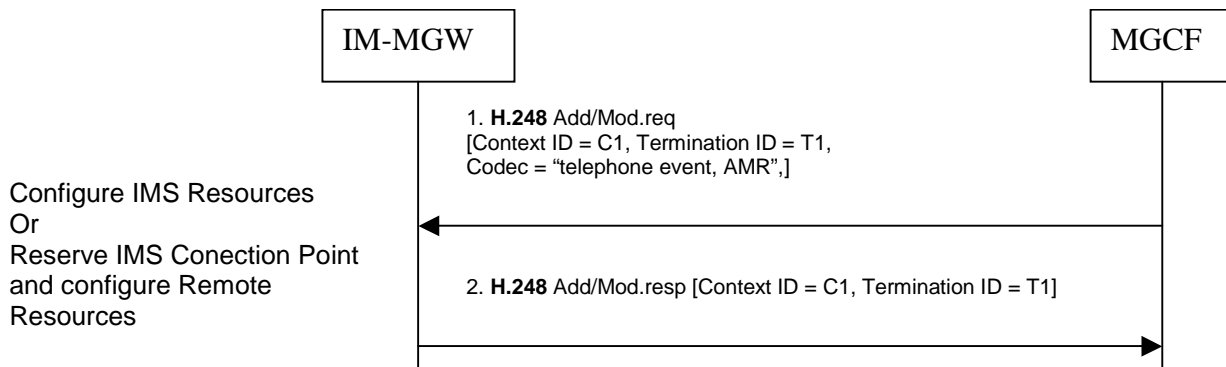 IM-MGW
MGCF
1. H.248 Add/Mod.req
[Context ID = C1, Termination ID = T1,
Codec = “telephone event, AMR”,]
Configure IMS Resources
Or
Reserve IMS Conection Point
and configure Remote
Resources
2. H.248 Add/Mod.resp [Context ID = C1, Termination ID = T1]